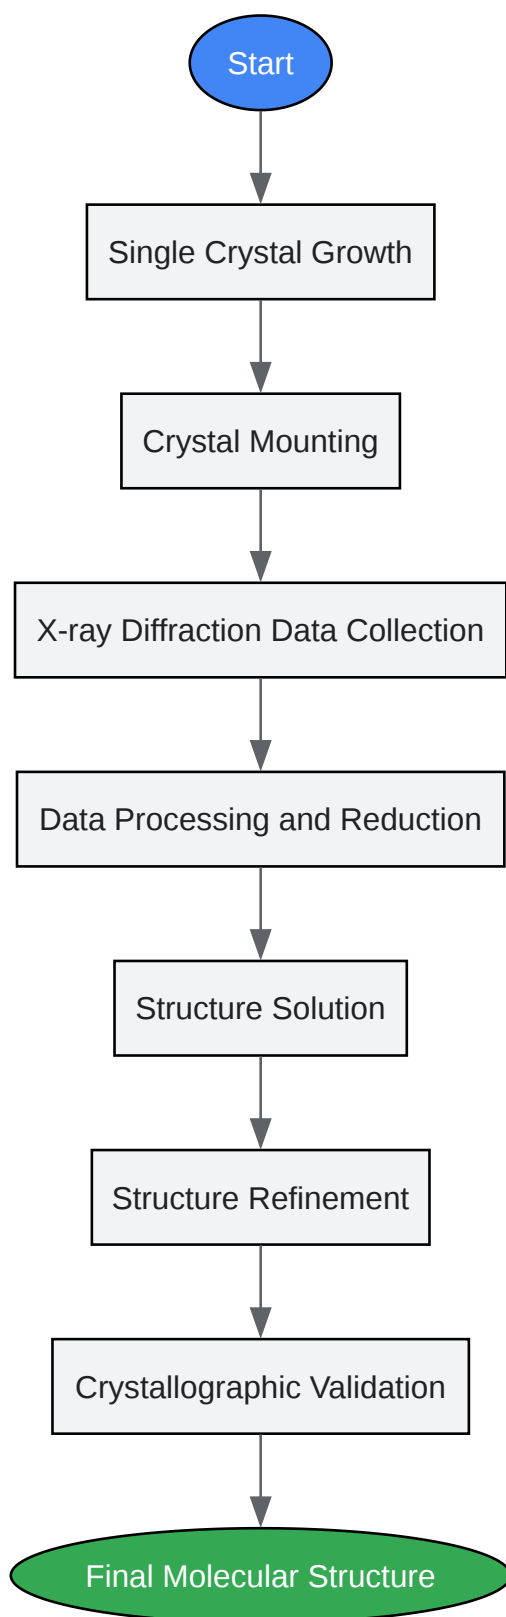 Start
Single Crystal Growth
Crystal Mounting
X-ray Diffraction Data Collection
Data Processing and Reduction
Structure Solution
Structure Refinement
Crystallographic Validation
Final Molecular Structure